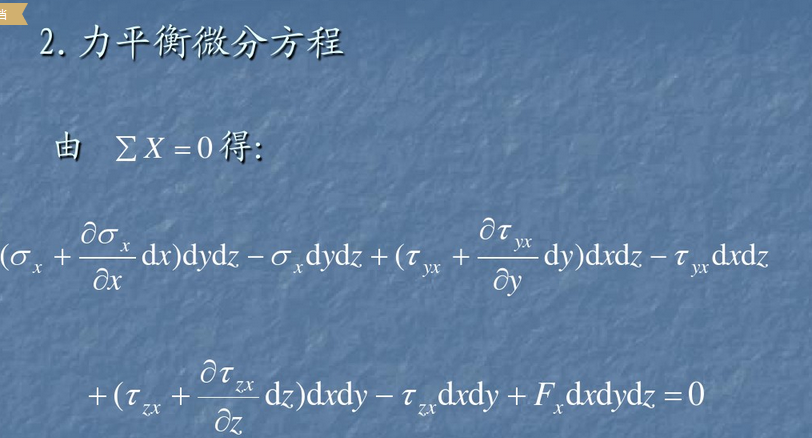 当
2. 力平衡微分方程
由 ∑X = 0 得:
(σ_x + ∂σ_x/∂x dx)dydz − σ_x dydz + (τ_yx + ∂τ_yx/∂y dy)dxdz − τ_yx dxdz
+ (τ_zx + ∂τ_zx/∂z dz)dxdy − τ_zx dxdy + F_x dxdydz = 0